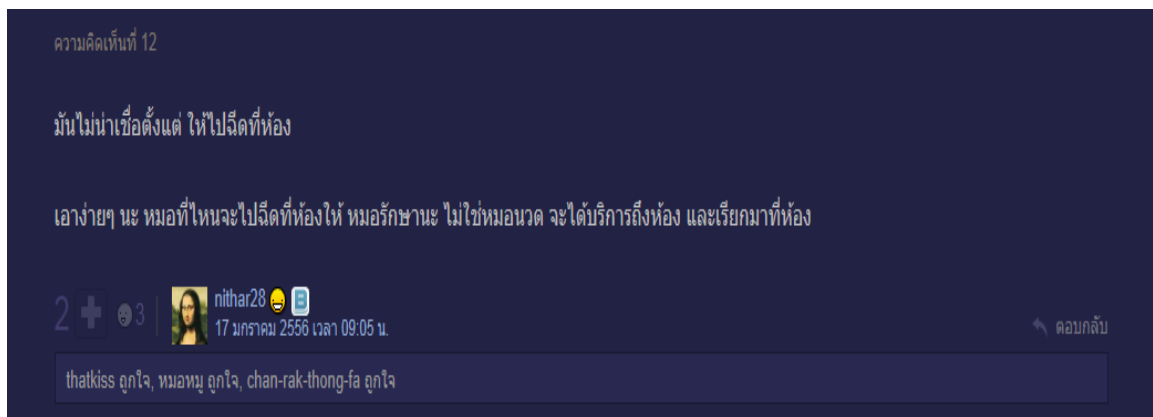 ความคิดเห็นที่ 12
มันไม่น่าเชื่อตั้งแต่ ให้ไปฉีดที่ห้อง
เอาง่ายๆ นะ หมอที่ไหนจะไปฉีดที่ห้องให้ หมอรักษานะ ไม่ใช่หมอนวด จะได้บริการถึงห้อง และเรียกมาที่ห้อง
2 3 nithar28
17 มกราคม 2556 เวลา 09:05 น.
ตอบกลับ
thatkiss ถูกใจ, หมอหมู ถูกใจ, chan-rak-thong-fa ถูกใจ